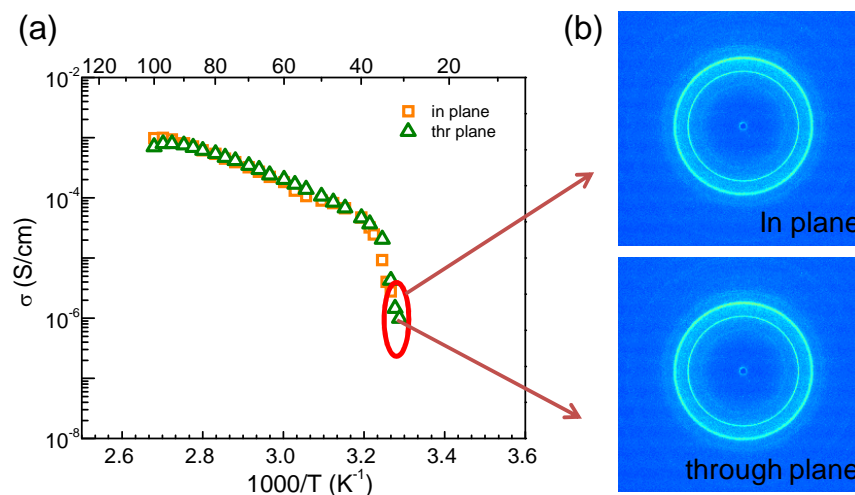 (a)
(b)
120 100 80 60 40 20
10⁻²
in plane
thr plane
10⁻⁴
σ (S/cm)
10⁻⁶
10⁻⁸
2.6 2.8 3.0 3.2 3.4 3.6
1000/T (K⁻¹)
In plane
through plane